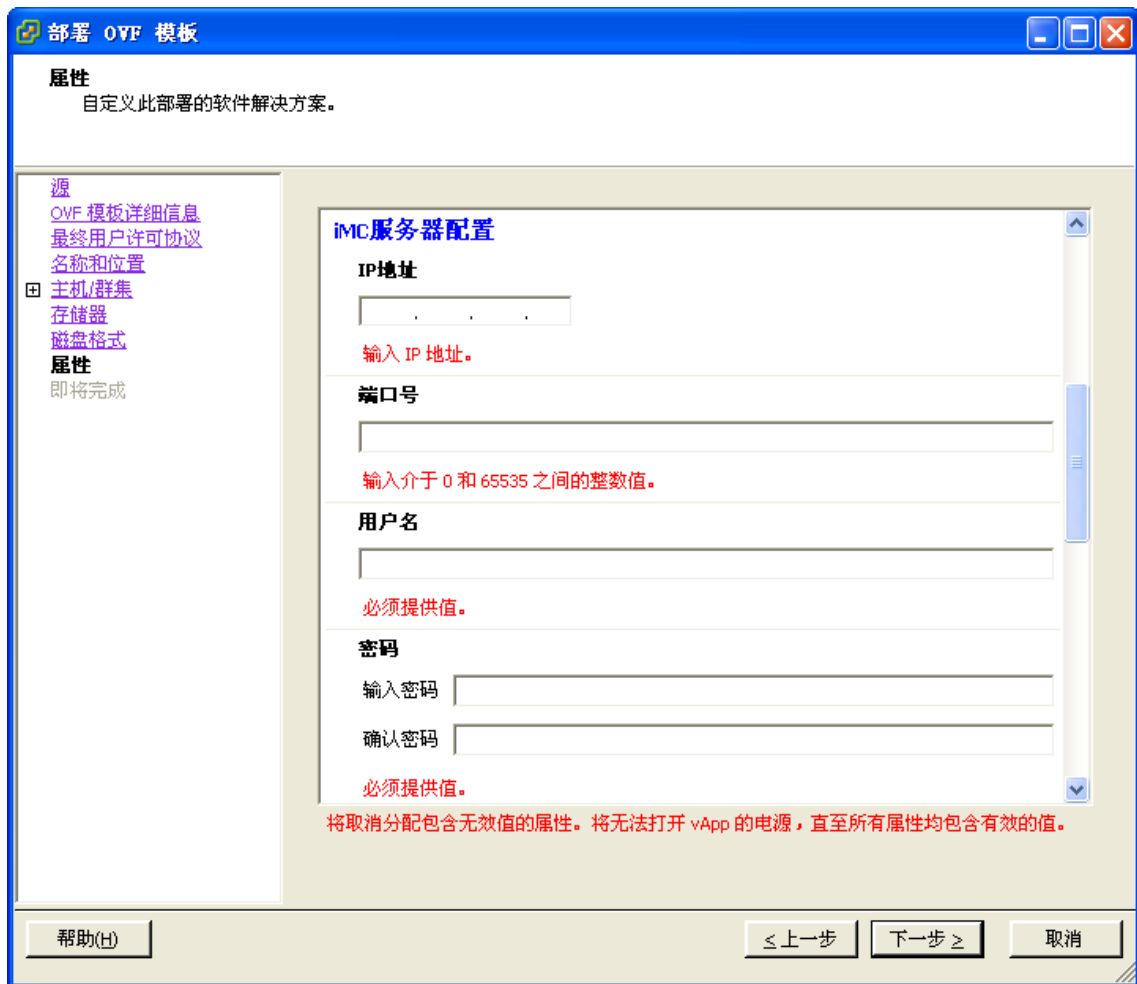 部署 OVF 模板
属性
自定义此部署的软件解决方案。
源
OVF 模板详细信息
最终用户许可协议
名称和位置
主机/群集
存储器
磁盘格式
属性
即将完成
iMC服务器配置
IP地址
. . .
输入 IP 地址。
端口号
输入介于 0 和 65535 之间的整数值。
用户名
必须提供值。
密码
输入密码
确认密码
必须提供值。
将取消分配包含无效值的属性。将无法打开 vApp 的电源，直至所有属性均包含有效的值。
帮助(H)
≤上一步
下一步≥
取消